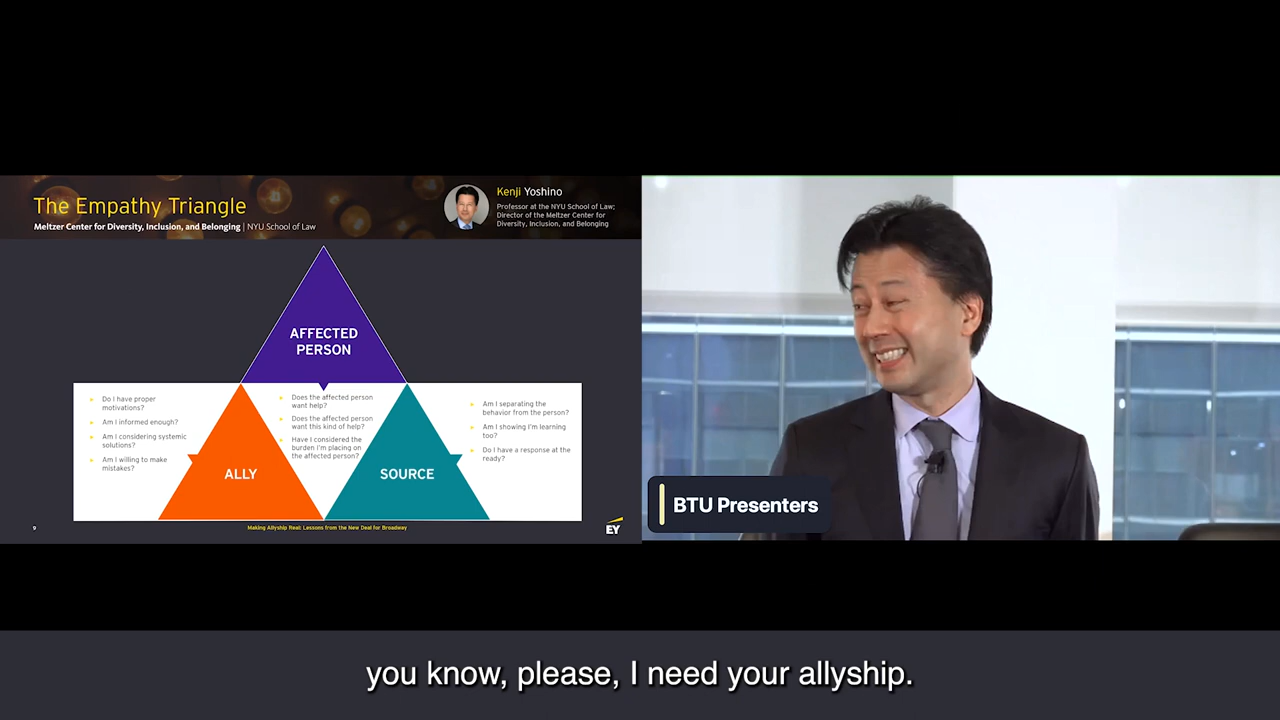 The Empathy Triangle
Meltzer Center for Diversity, Inclusion, and Belonging | NYU School of Law
Kenji Yoshino
Professor at the NYU School of Law;
Director of the Meltzer Center for
Diversity, Inclusion, and Belonging
AFFECTED
PERSON
Do I have proper
motivations?
Am I informed enough?
Am I considering systemic
solutions?
Am I willing to make
mistakes?
ALLY
Does the affected person
want help?
Does the affected person
want this kind of help?
Have I considered the
burden I'm placing on
the affected person?
SOURCE
Am I separating the
behavior from the person?
Am I showing I'm learning
too?
Do I have a response at the
ready?
9
Making Allyship Real: Lessons from the New Deal for Broadway
EY
BTU Presenters
you know, please, I need your allyship.